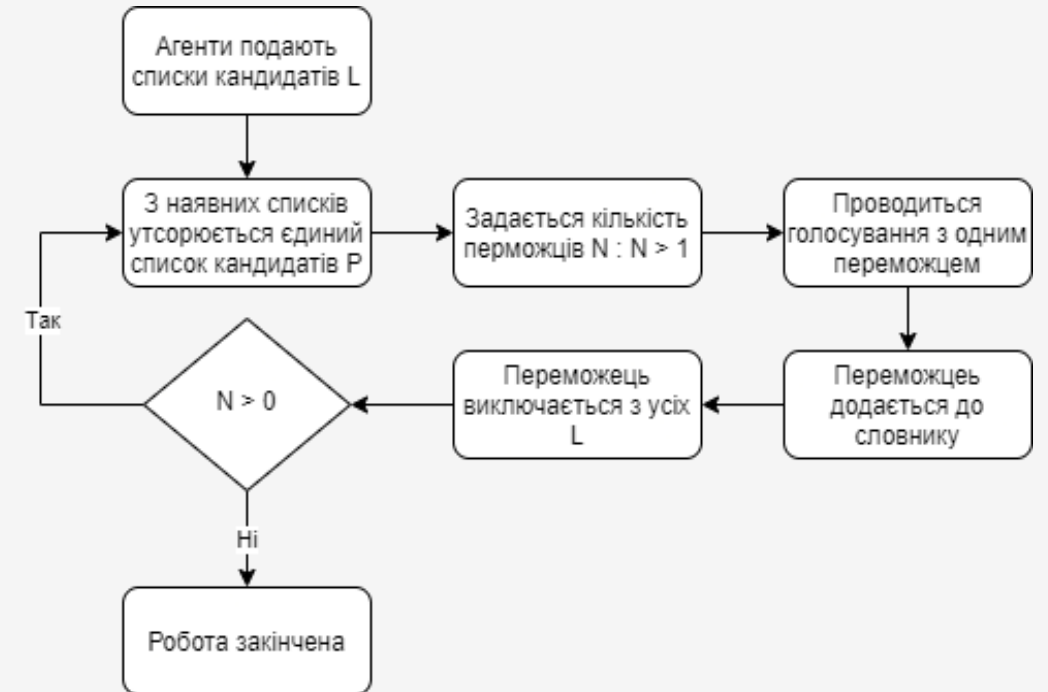 Агенти подають
списки кандидатів L
З наявних списків
утсорюється єдиний
список кандидатів P
Задається кількість
перможців N : N > 1
Проводиться
голосування з одним
переможцем
Переможцеь
додається до
словнику
Переможець
виключається з усіх
L
N > 0
Так
Ні
Робота закінчена